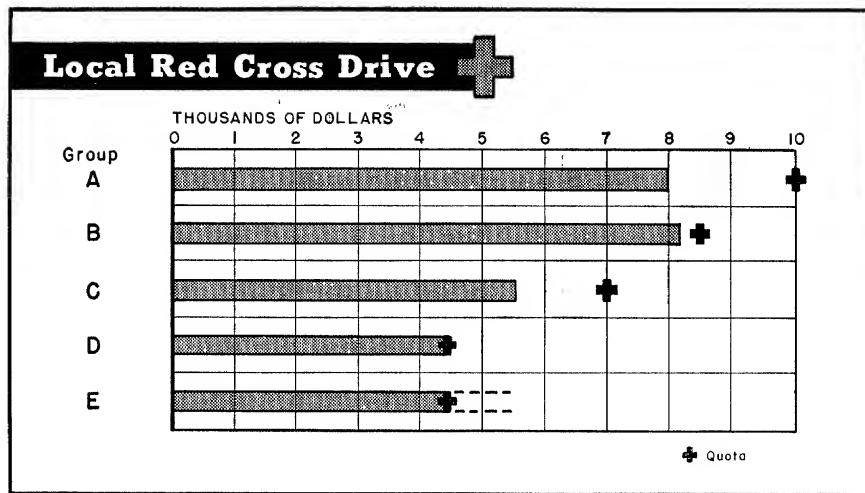 Local Red Cross Drive
THOUSANDS OF DOLLARS
0 1 2 3 4 5 6 7 8 9 10
Group
A
B
C
D
E
Quota